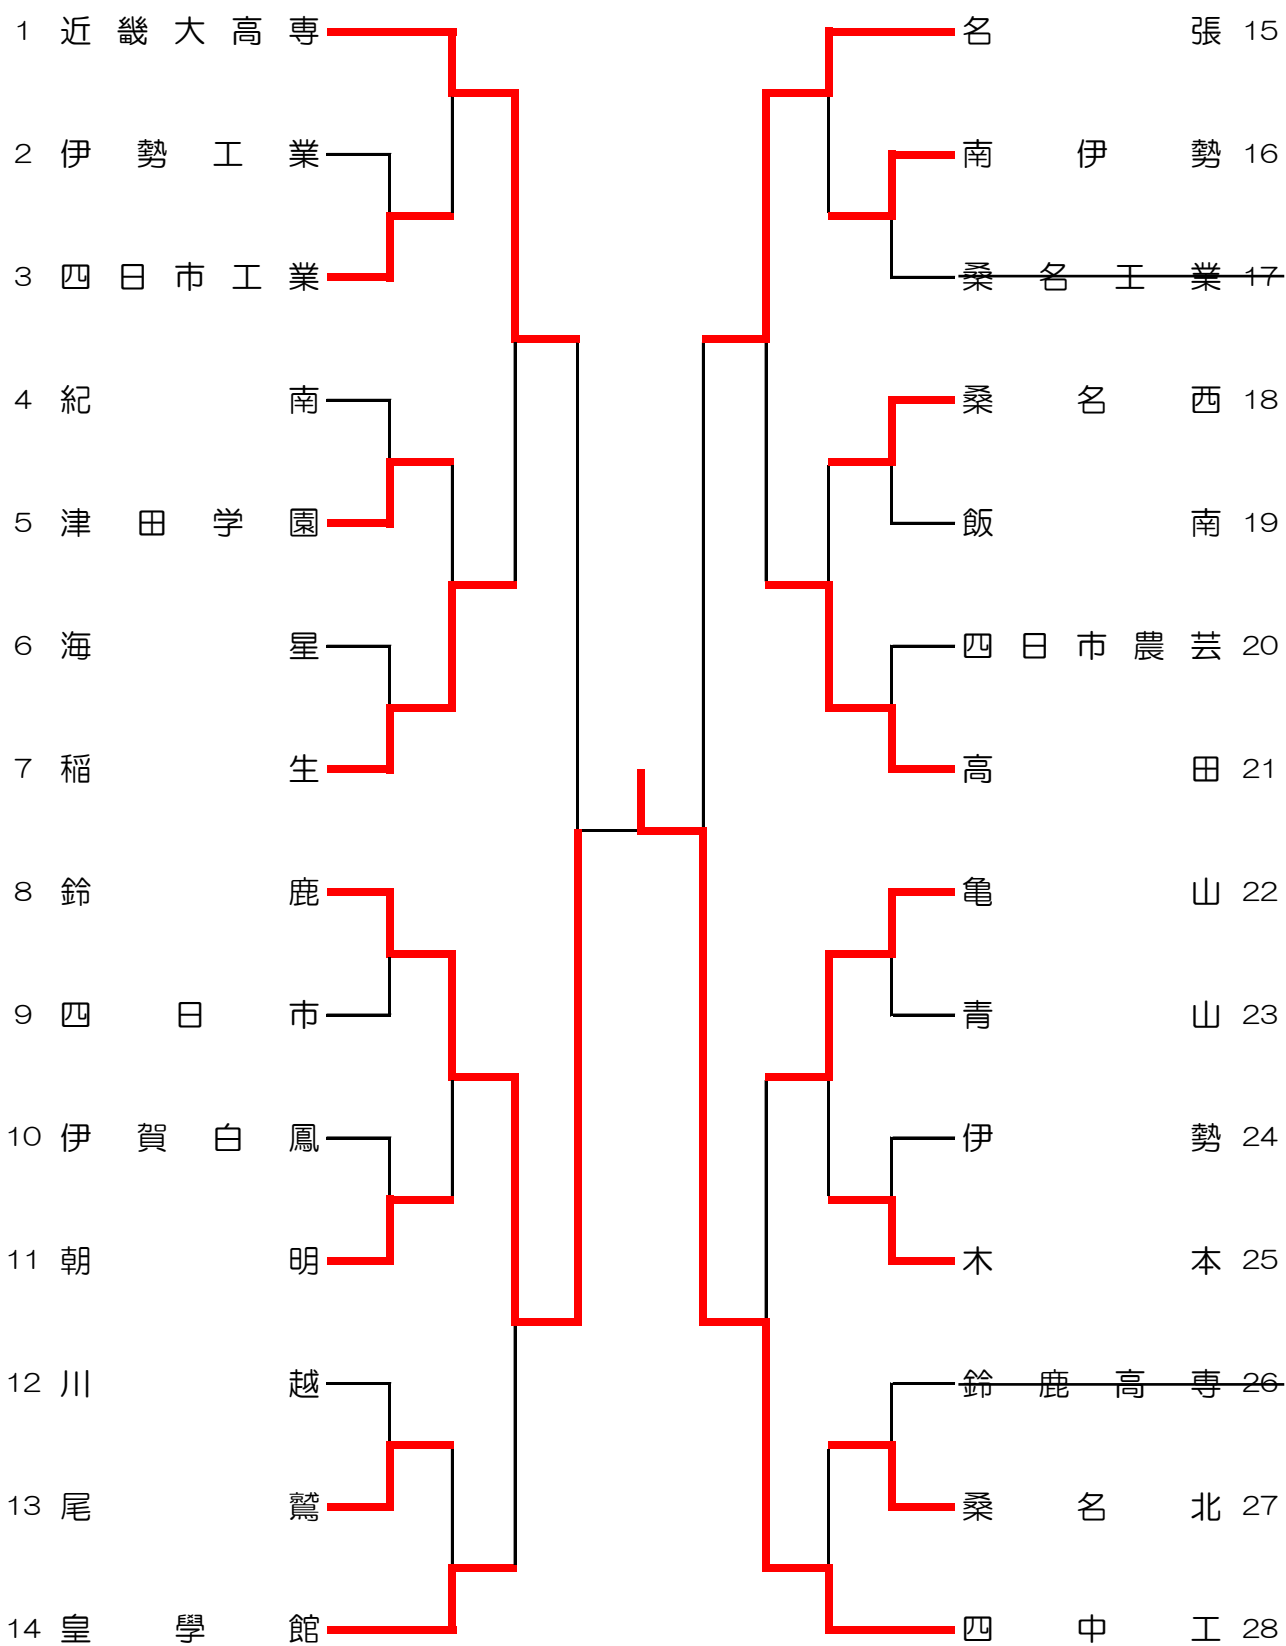 1 近畿大高専
2 伊勢工業
3 四日市工業
4 紀南
5 津田学園
6 海星
7 稲生
8 鈴鹿
9 四日市
10 伊賀白鳳
11 朝明
12 川越
13 尾鷲
14 皇學館
名張 15
南伊勢 16
桑名工業 17
桑名西 18
飯南 19
四日市農芸 20
高田 21
亀山 22
青山 23
伊勢 24
木本 25
鈴鹿高専 26
桑名北 27
四中工 28